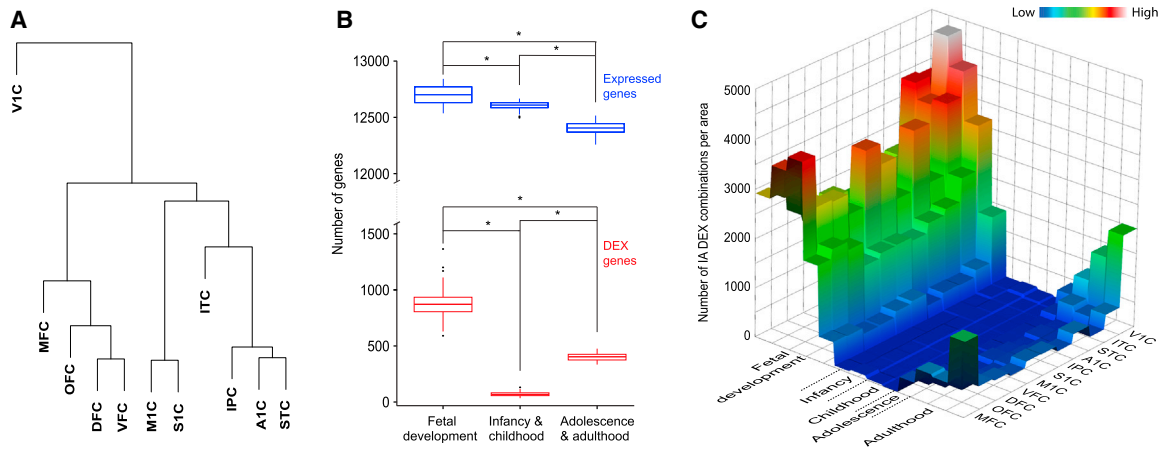 A
V1C
MFC
OFC
DFC
VFC
M1C
S1C
ITC
IPC
A1C
STC
B
Number of genes
13000
12500
12000
1500
1000
500
0
*
*
*
Expressed
genes
*
*
*
DEX
genes
Fetal
development
Infancy &
childhood
Adolescence
& adulthood
C
Low
High
Number of IA DEX combinations per area
5000
4000
3000
2000
1000
0
Fetal
development
Infancy
Childhood
Adolescence
Adulthood
V1C
ITC
STC
A1C
IPC
S1C
M1C
VFC
DFC
OFC
MFC